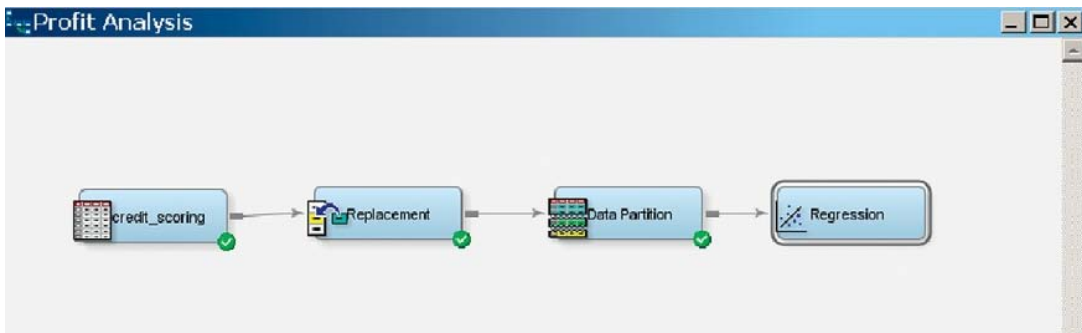 Profit Analysis
credit_scoring
Replacement
Data Partition
Regression